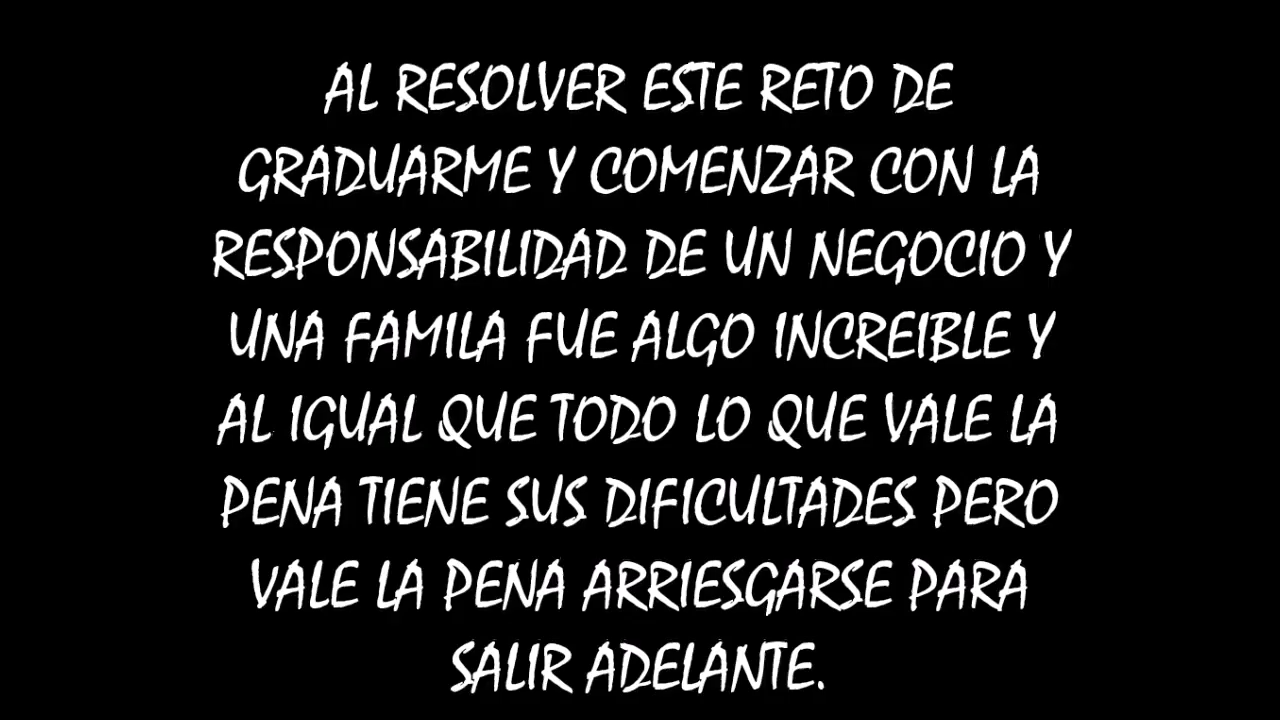 AL RESOLVER ESTE RETO DE
GRADUARME Y COMENZAR CON LA
RESPONSABILIDAD DE UN NEGOCIO Y
UNA FAMILA FUE ALGO INCREIBLE Y
AL IGUAL QUE TODO LO QUE VALE LA
PENA TIENE SUS DIFICULTADES PERO
VALE LA PENA ARRIESGARSE PARA
SALIR ADELANTE.